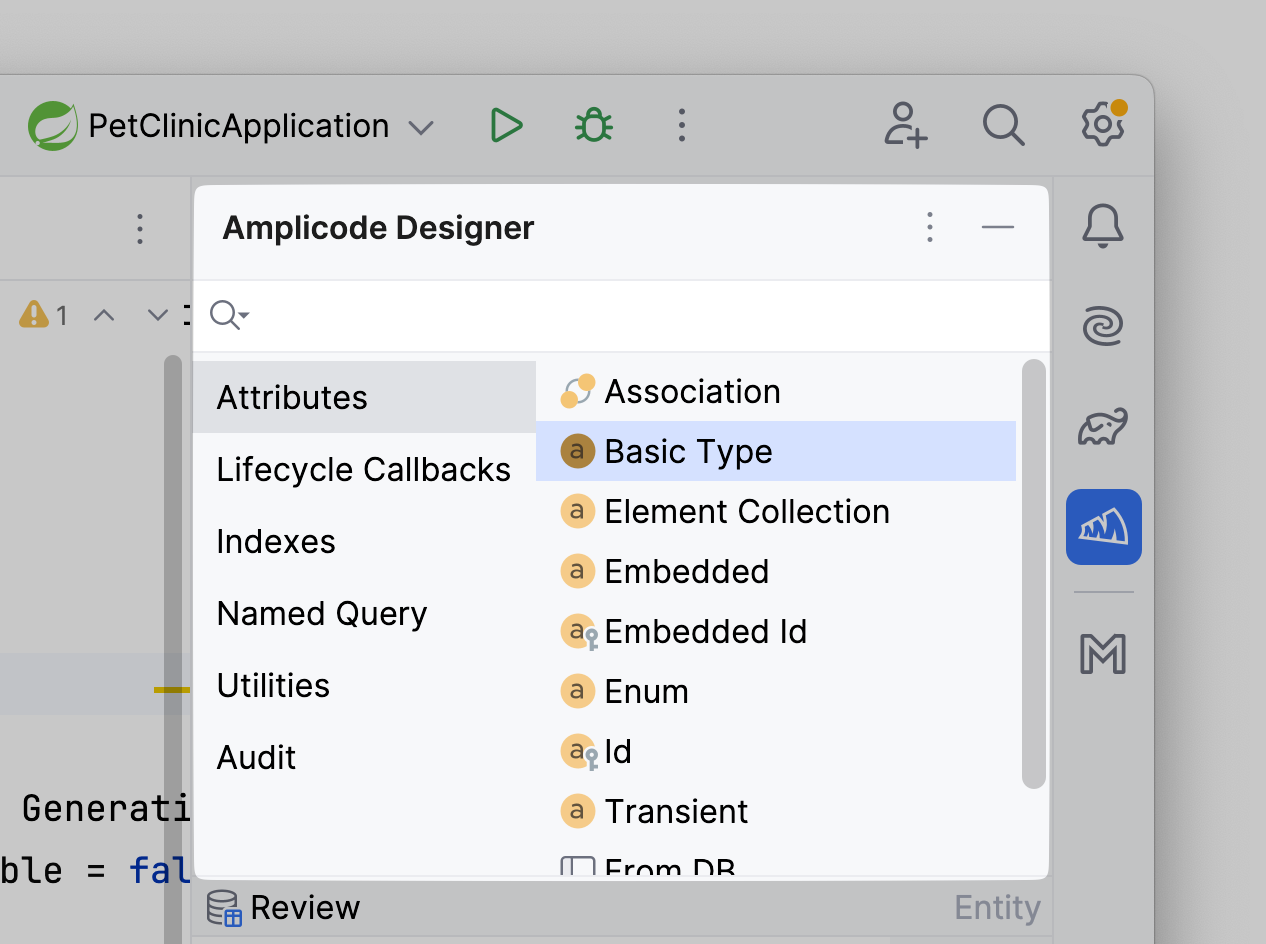 PetClinicApplication
Amplicode Designer
1
Attributes
Lifecycle Callbacks
Indexes
Named Query
Utilities
Audit
Association
a Basic Type
a Element Collection
a Embedded
a Embedded Id
a Enum
a Id
a Transient
From DB
Generati
ble = fal
Review
Entity